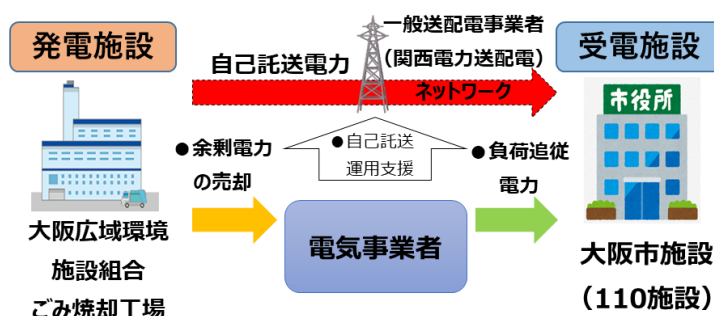 発電施設
自己託送電力
一般送配電事業者
(関西電力送配電)
ネットワーク
受電施設
市役所
●余剰電力
の売却
●自己託送
運用支援
●負荷追従
電力
電気事業者
大阪広域環境
施設組合
ごみ焼却工場
大阪市施設
(110施設)